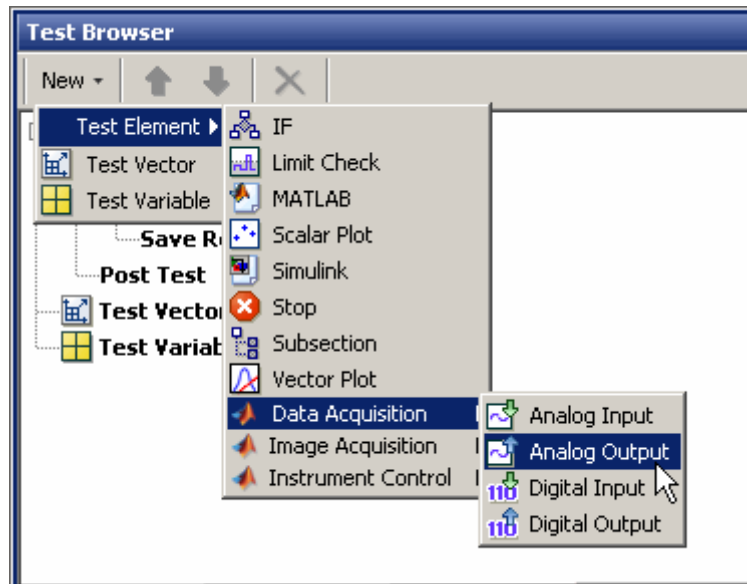 Test Browser
New
Test Element
Test Vector
Test Variable
IF
Limit Check
MATLAB
Scalar Plot
Simulink
Stop
Subsection
Vector Plot
Data Acquisition
Image Acquisition
Instrument Control
Analog Input
Analog Output
Digital Input
Digital Output
Save
Post Test
Test
Test